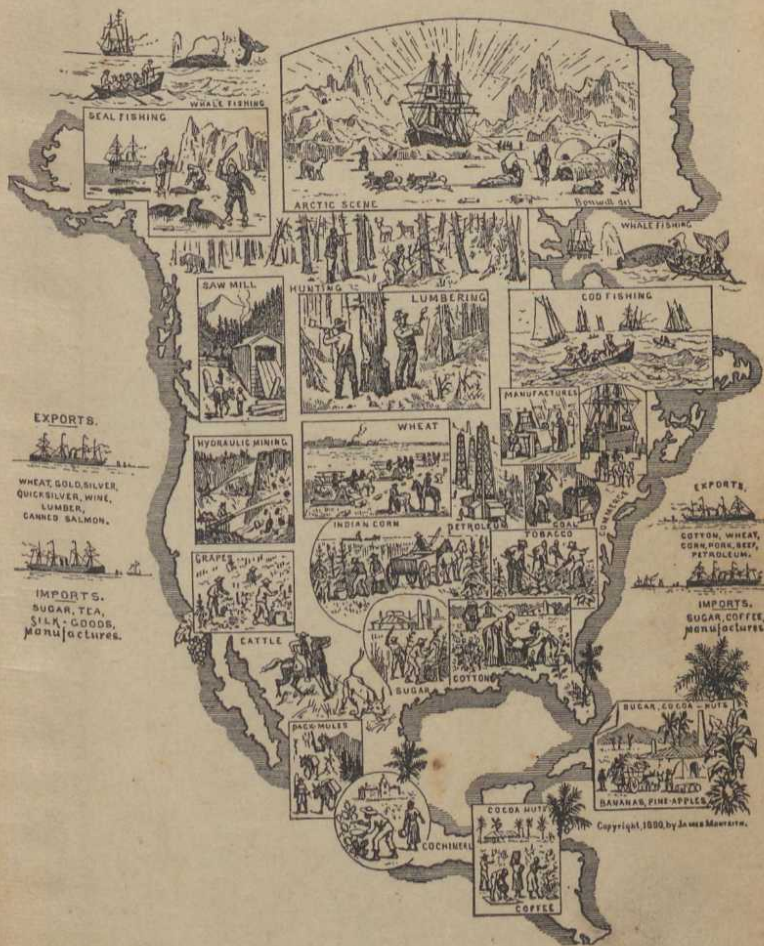 WHALE FISHING
SEAL FISHING
ARCTIC SCENE
Bonwill del.
WHALE FISHING
SAW MILL
HUNTING
LUMBERING
COD FISHING
MANUFACTURES
EXPORTS.
WHEAT, GOLD, SILVER,
QUICKSILVER, WINE,
LUMBER,
CANNED SALMON.
IMPORTS.
SUGAR, TEA,
SILK-GOODS,
Manufactures.
HYDRAULIC MINING
WHEAT
PETROLEUM
COAL
COMMERCE
EXPORTS,
COTTON, WHEAT,
CORN, PORK, BEEF,
PETROLEUM.
IMPORTS,
SUGAR, COFFEE,
Manufactures
INDIAN CORN
TOBACCO
GRAPES
CATTLE
SUGAR
COTTON
PACK-MULES
SUGAR, COCOA-NUTS
BANANAS, PINE-APPLES
Copyright, 1880, by James Monteith.
COCHINEAL
COCOA NUTS
COFFEE